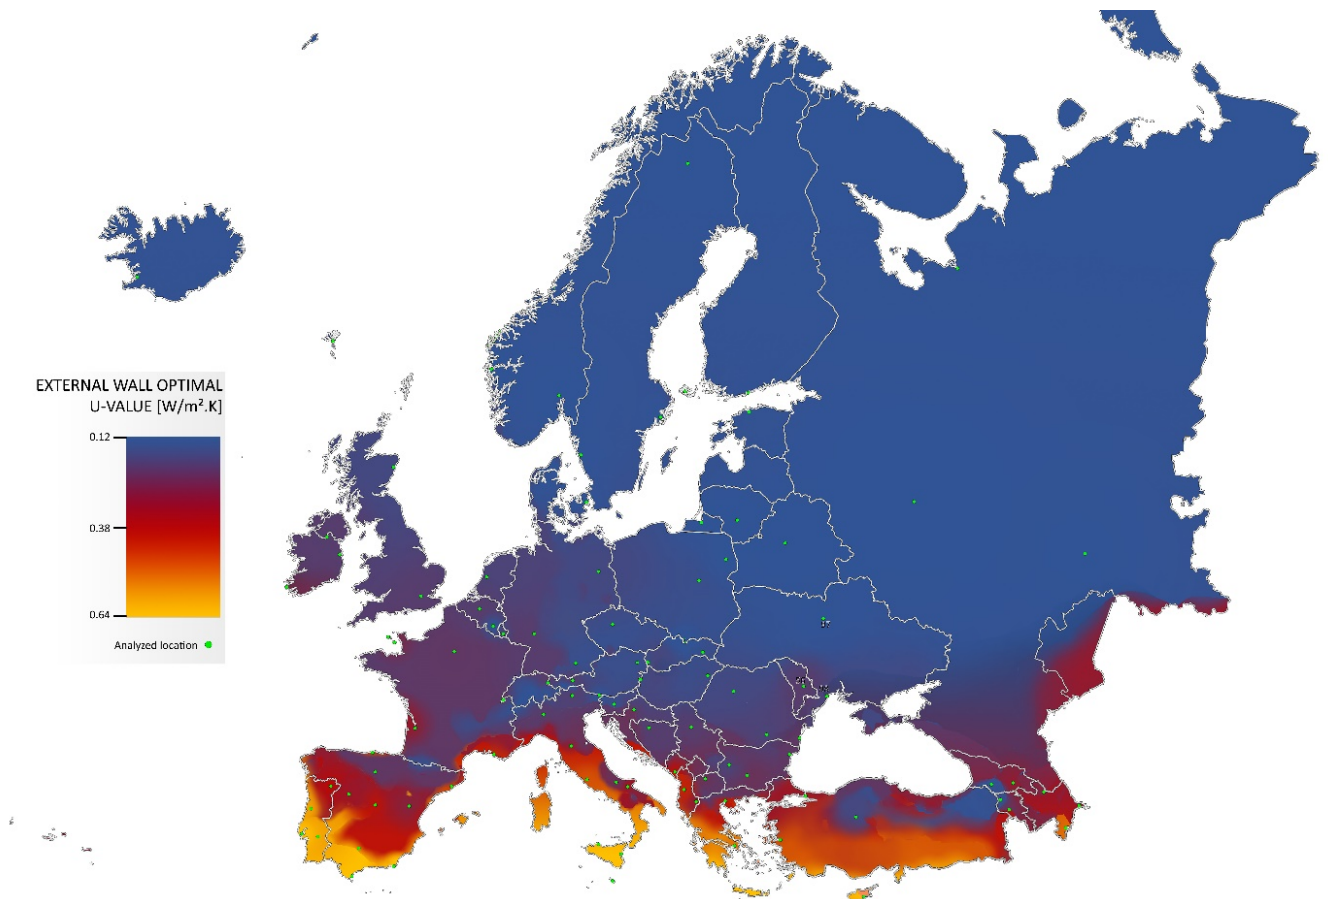 EXTERNAL WALL OPTIMAL
U-VALUE [W/m².K]
0.12
0.38
0.64
Analyzed location